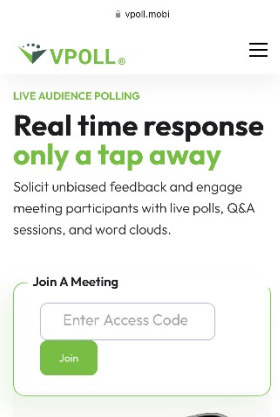 vpoll.mobi
VPOLL®
LIVE AUDIENCE POLLING
Real time response
only a tap away
Solicit unbiased feedback and engage
meeting participants with live polls, Q&A
sessions, and word clouds.
Join A Meeting
Enter Access Code
Join